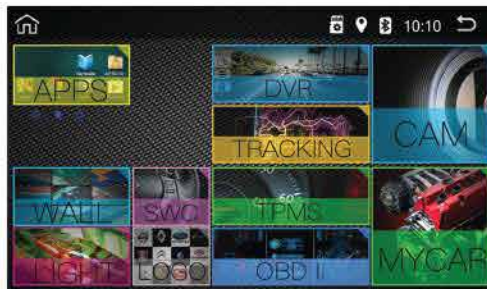 10:10
APPS
DVR
CAM
TRACKING
WALL
SWC
TPMS
MYCAR
LIGHT
LOGO
OBD II